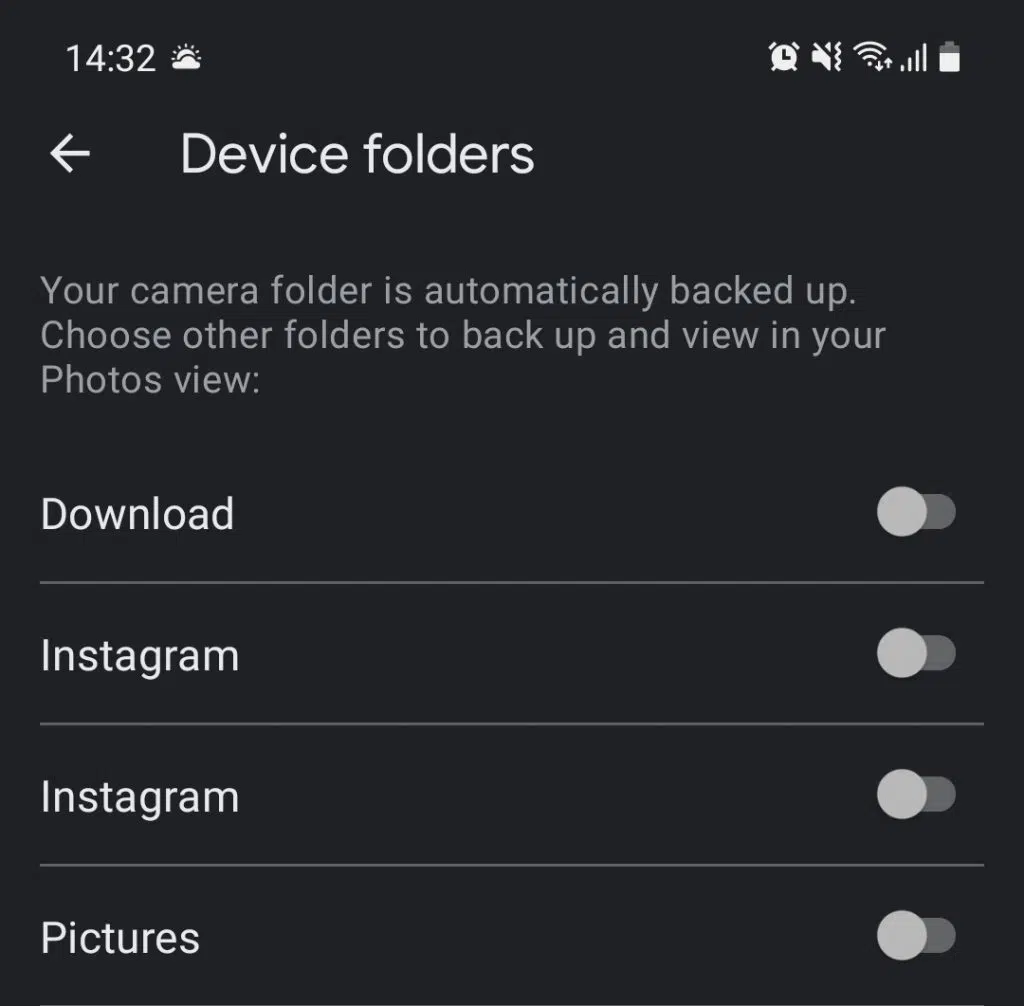 14:32
Device folders
Your camera folder is automatically backed up.
Choose other folders to back up and view in your
Photos view:
Download
Instagram
Instagram
Pictures